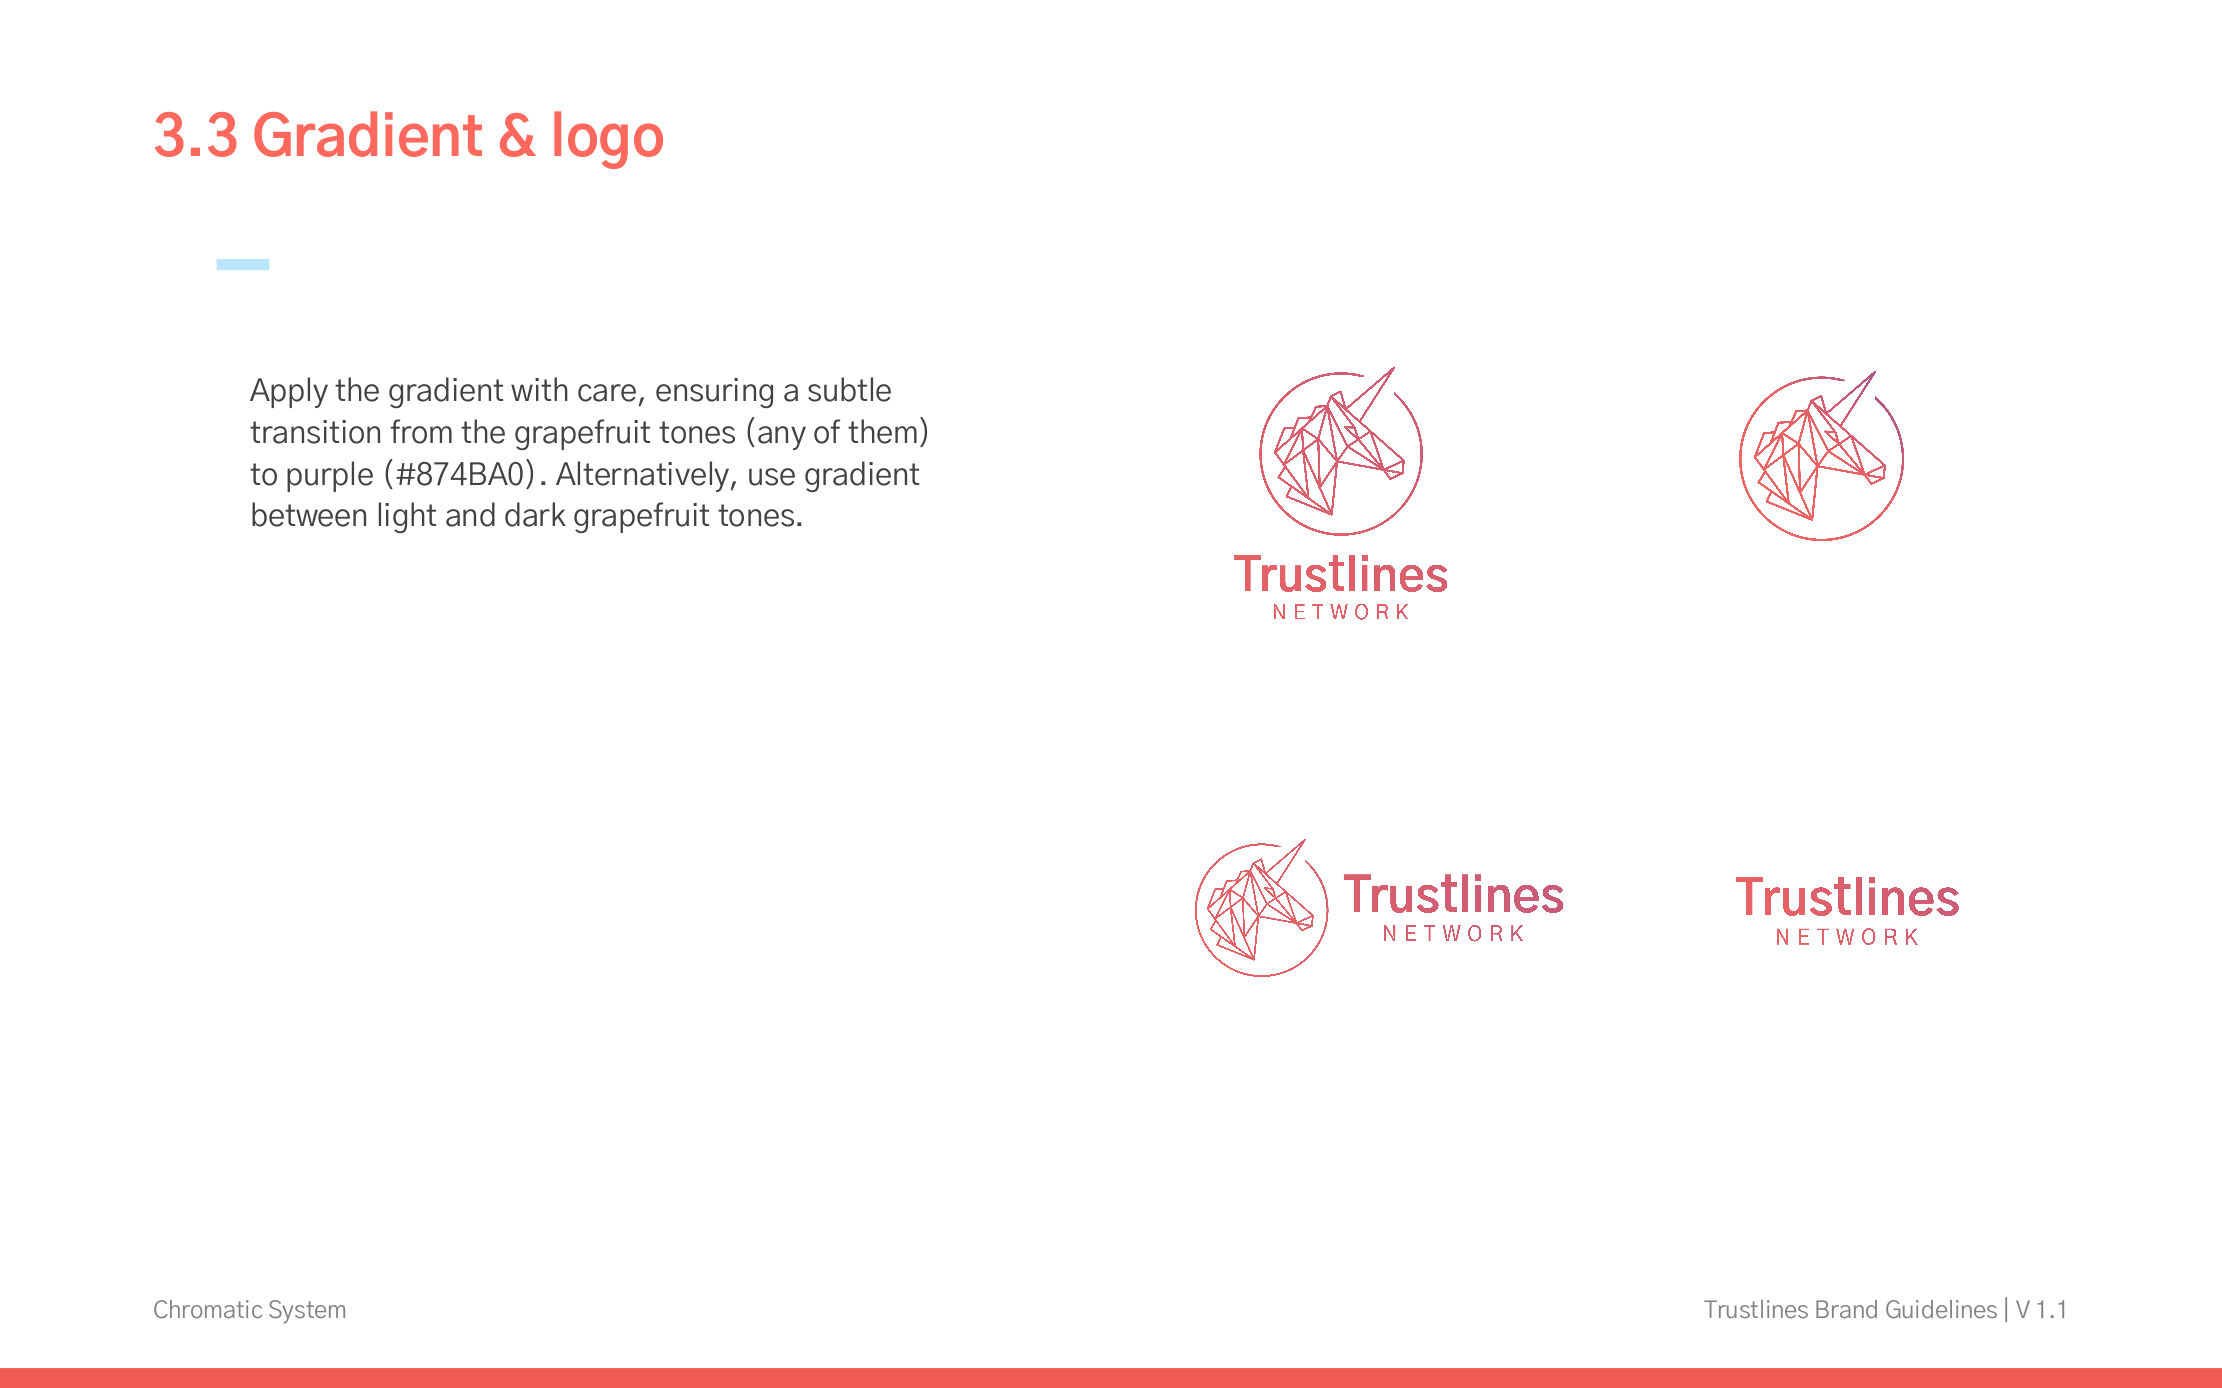 3.3 Gradient & logo
Apply the gradient with care, ensuring a subtle
transition from the grapefruit tones (any of them)
to purple (#874BA0). Alternatively, use gradient
between light and dark grapefruit tones.
Trustlines
NETWORK
Trustlines
NETWORK
Trustlines
NETWORK
Chromatic System
Trustlines Brand Guidelines | V 1.1